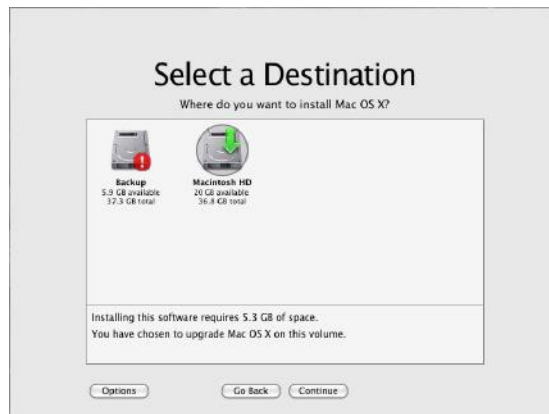 Select a Destination
Where do you want to install Mac OS X?
Backup
5.9 GB available
37.3 GB total
Macintosh HD
20 GB available
36.8 GB total
Installing this software requires 5.3 GB of space.
You have chosen to upgrade Mac OS X on this volume.
Options
Go Back
Continue